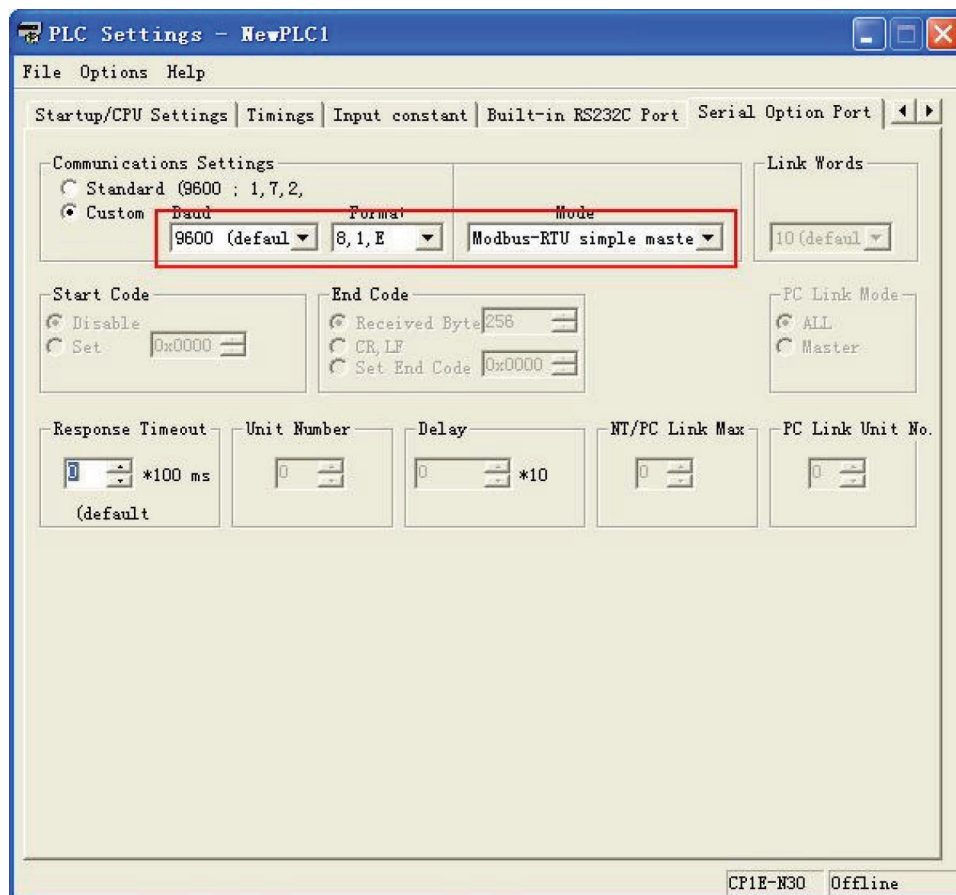 PLC Settings - NewPLC1
File Options Help
Startup/CPU Settings Timings Input constant Built-in RS232C Port Serial Option Port
Communications Settings Link Words
Standard (9600 ; 1,7,2,
Custom Baud Format Mode
9600 (defaul 8,1,E Modbus-RTU simple maste 10 (defaul
Start Code End Code PC Link Mode
Disable Received Byte 256 ALL
Set 0x0000 CR,LF Master
Set End Code 0x0000
Response Timeout Unit Number Delay NT/PC Link Max PC Link Unit No.
0 *100 ms 0 0 *10 0 0
(default
CP1E-N30 Offline